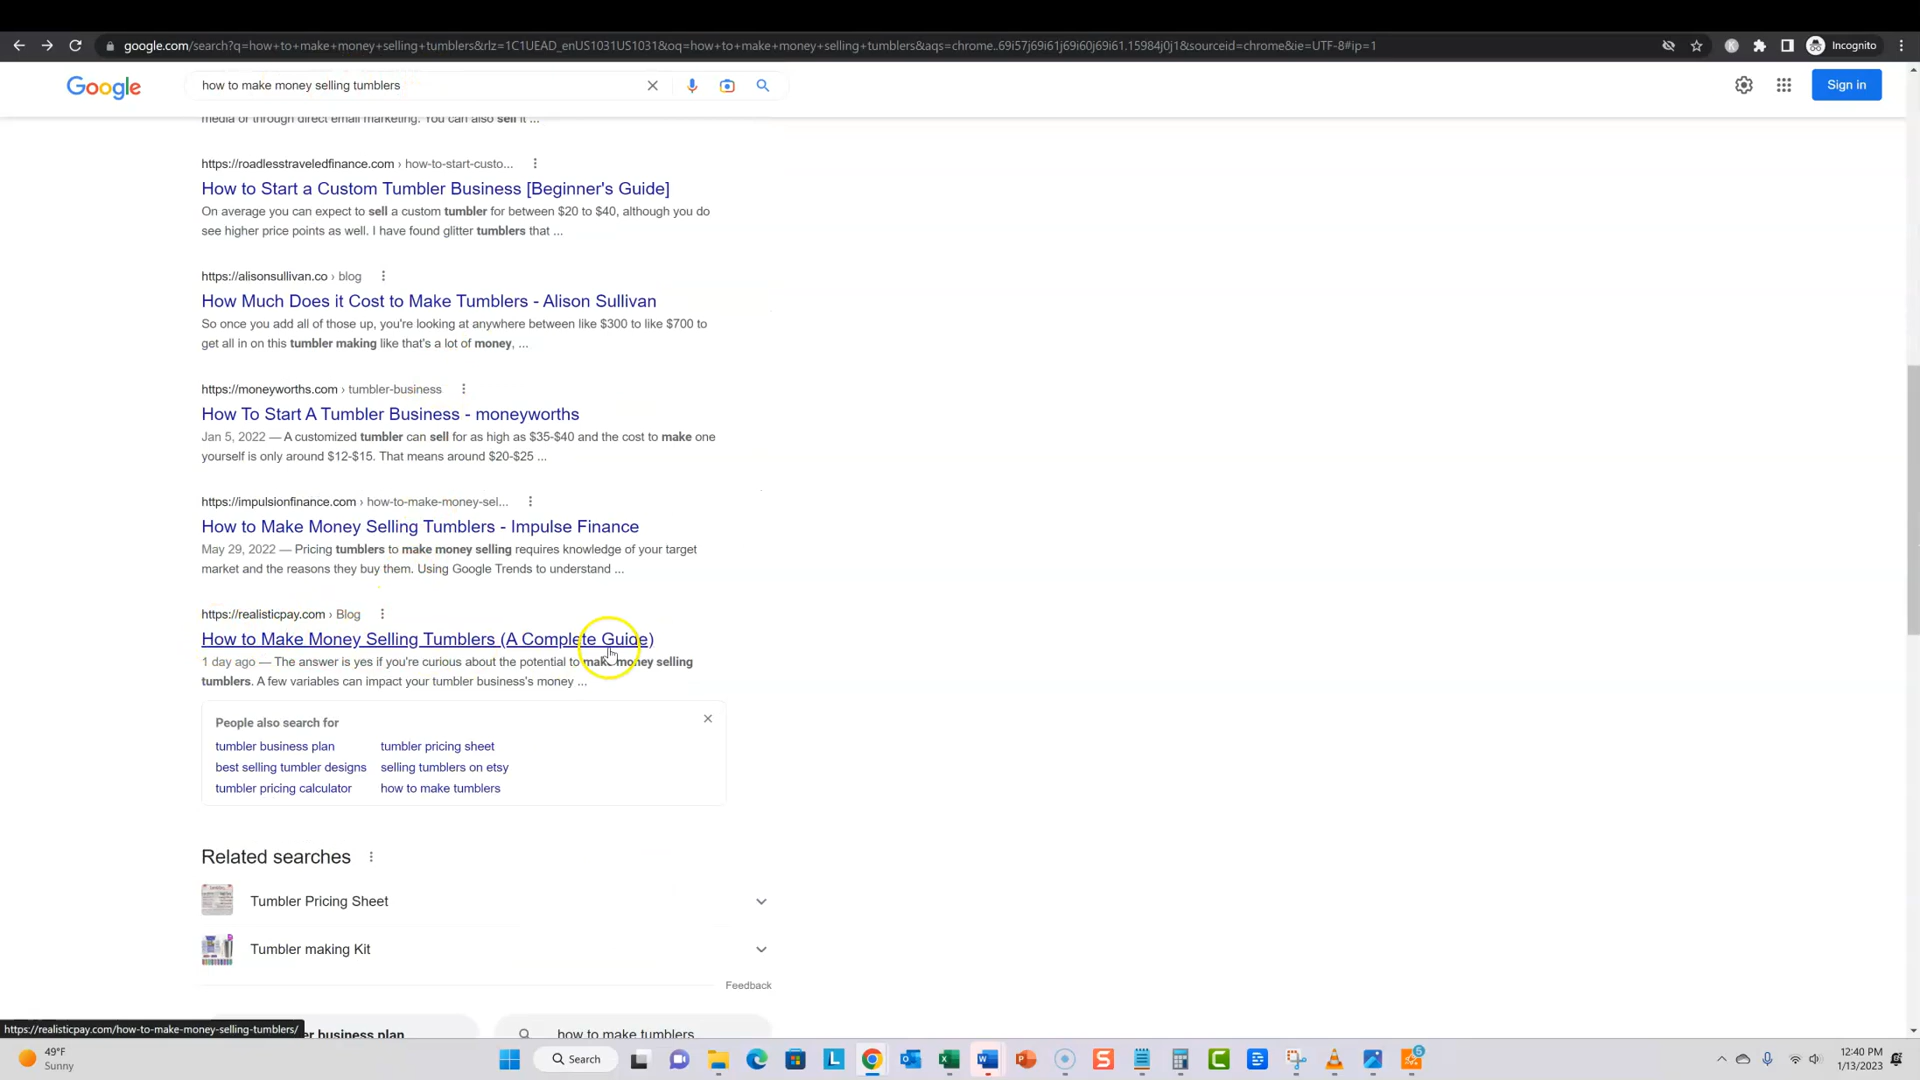 google.com/search?q=how+to+make+money+selling+tumblers&rlz=1C1UEAD_enUS1031US1031&oq=how+to+make+money+selling+tumblers&aqs=chrome..69i57j69i61j69i60j69i61.15984j0j1&sourceid=chrome&ie=UTF-8#ip=1
Incognito
Google
how to make money selling tumblers
Sign in
media or through direct email marketing. You can also sell it ...
https://roadlesstraveledfinance.com › how-to-start-custo...
How to Start a Custom Tumbler Business [Beginner's Guide]
On average you can expect to sell a custom tumbler for between $20 to $40, although you do
see higher price points as well. I have found glitter tumblers that ...
https://alisonsullivan.co › blog
How Much Does it Cost to Make Tumblers - Alison Sullivan
So once you add all of those up, you're looking at anywhere between like $300 to like $700 to
get all in on this tumbler making like that's a lot of money, ...
https://moneyworths.com › tumbler-business
How To Start A Tumbler Business - moneyworths
Jan 5, 2022 — A customized tumbler can sell for as high as $35-$40 and the cost to make one
yourself is only around $12-$15. That means around $20-$25 ...
https://impulsionfinance.com › how-to-make-money-sel...
How to Make Money Selling Tumblers - Impulse Finance
May 29, 2022 — Pricing tumblers to make money selling requires knowledge of your target
market and the reasons they buy them. Using Google Trends to understand ...
https://realisticpay.com › Blog
How to Make Money Selling Tumblers (A Complete Guide)
1 day ago — The answer is yes if you're curious about the potential to make money selling
tumblers. A few variables can impact your tumbler business's money ...
People also search for
tumbler business plan tumbler pricing sheet
best selling tumbler designs selling tumblers on etsy
tumbler pricing calculator how to make tumblers
Related searches
Tumbler Pricing Sheet
Tumbler making Kit
Feedback
https://realisticpay.com/how-to-make-money-selling-tumblers/
business plan how to make tumblers
49°F
Sunny
Search
5
12:40 PM
1/13/2023